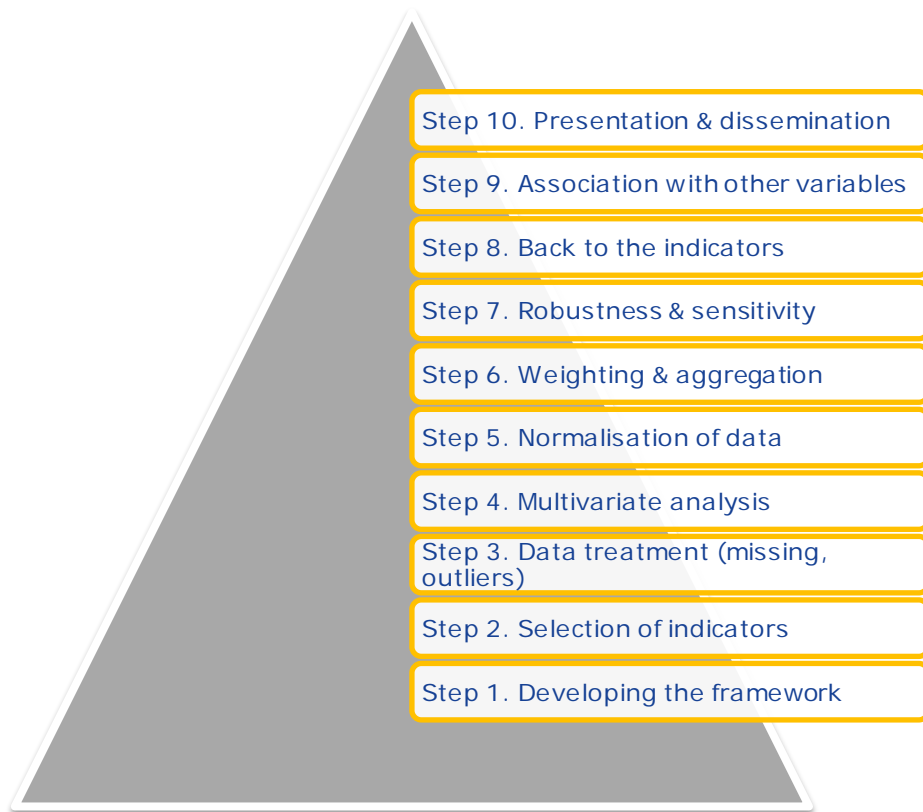 Step 10. Presentation & dissemination
Step 9. Association with other variables
Step 8. Back to the indicators
Step 7. Robustness & sensitivity
Step 6. Weighting & aggregation
Step 5. Normalisation of data
Step 4. Multivariate analysis
Step 3. Data treatment (missing,
outliers)
Step 2. Selection of indicators
Step 1. Developing the framework